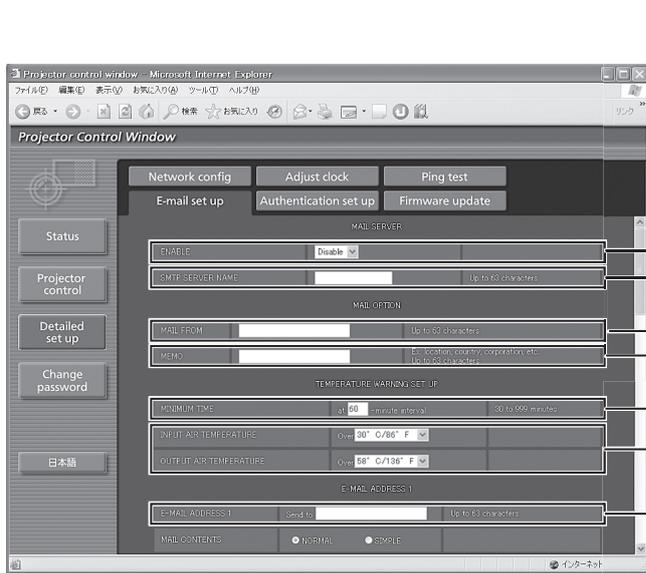 Projector control window - Microsoft Internet Explorer
ファイル(F) 編集(E) 表示(V) お気に入り(A) ツール(T) ヘルプ(H)
戻る 検索 お気に入り リンク »
Projector Control Window
Network config Adjust clock Ping test
E-mail set up Authentication set up Firmware update
Status
Projector control
Detailed set up
Change password
日本語
MAIL SERVER
ENABLE Disable
SMTP SERVER NAME Up to 63 characters
MAIL OPTION
MAIL FROM Up to 63 characters
MEMO Ex. location, country, corporation, etc.
Up to 63 characters
TEMPERATURE WARNING SET UP
MINIMUM TIME at 60 -minute interval 30 to 999 minutes
INPUT AIR TEMPERATURE Over 30° C/86° F
OUTPUT AIR TEMPERATURE Over 58° C/136° F
E-MAIL ADDRESS 1
E-MAIL ADDRESS 1 Send to Up to 63 characters
MAIL CONTENTS NORMAL SIMPLE
インターネット